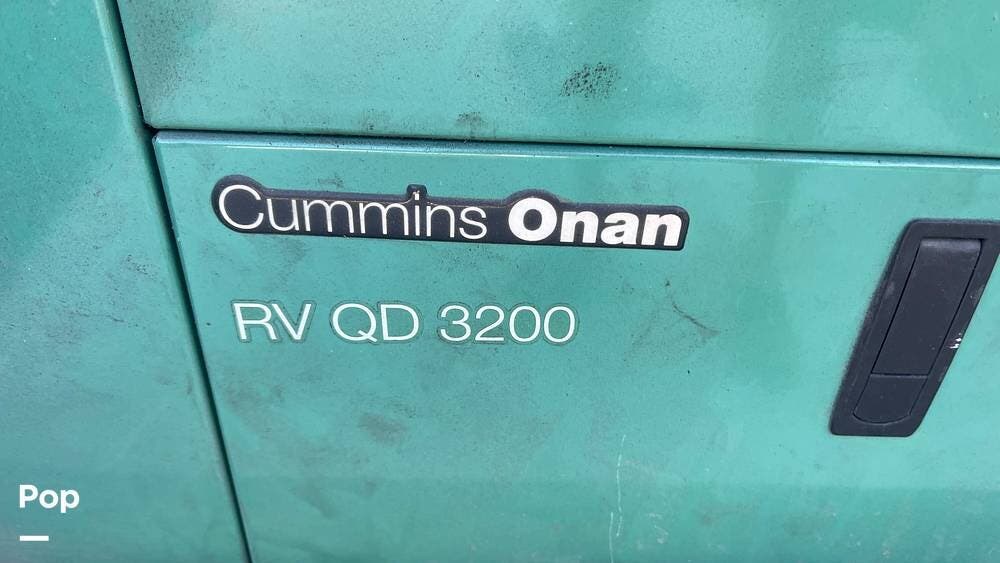 Cummins Onan
RV QD 3200
Pop